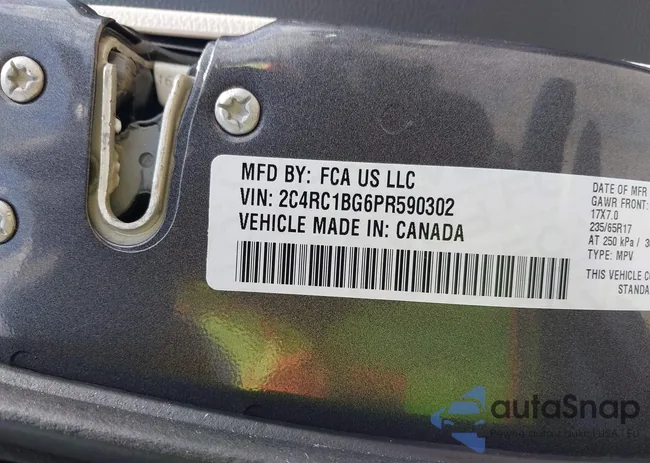 MFD BY: FCA US LLC
VIN: 2C4RC1BG6PR590302
VEHICLE MADE IN: CANADA
DATE OF MFR
GAWR FRONT:
17X7.0
235/65R17
AT 250 kPa /
TYPE: MPV
THIS VEHICLE
STANDA
autoSnap